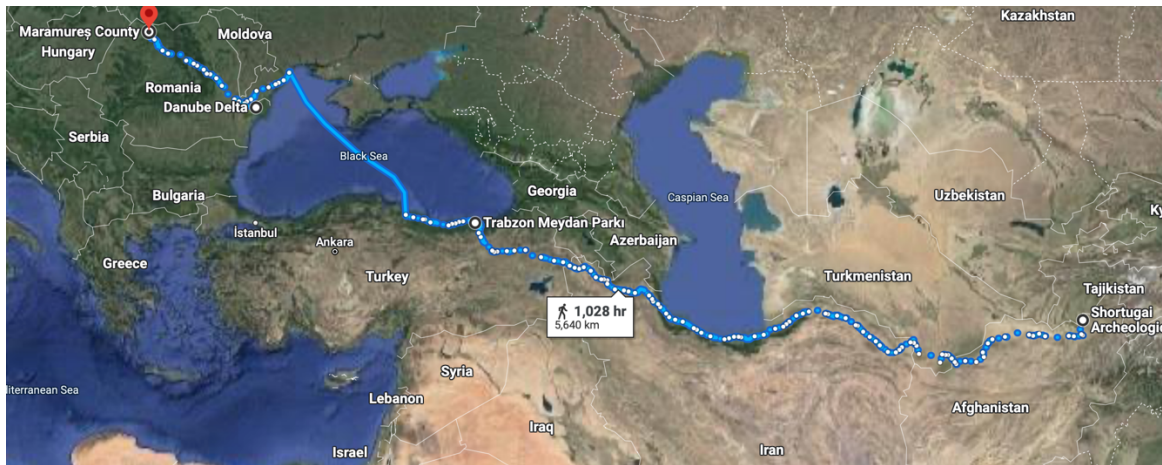 Kazakhstan
Maramureș County
Moldova
Hungary
Romania
Danube Delta
Serbia
Black Sea
Georgia
Caspian Sea
Uzbekistan
Bulgaria
Trabzon Meydan Parkı
İstanbul
Ankara
Azerbaijan
Greece
Turkey
Turkmenistan
Tajikistan
1,028 hr
5,640 km
Shortugai
Archeologic
Syria
Lebanon
Afghanistan
Iraq
Iran
Israel
Ky
iterranean Sea